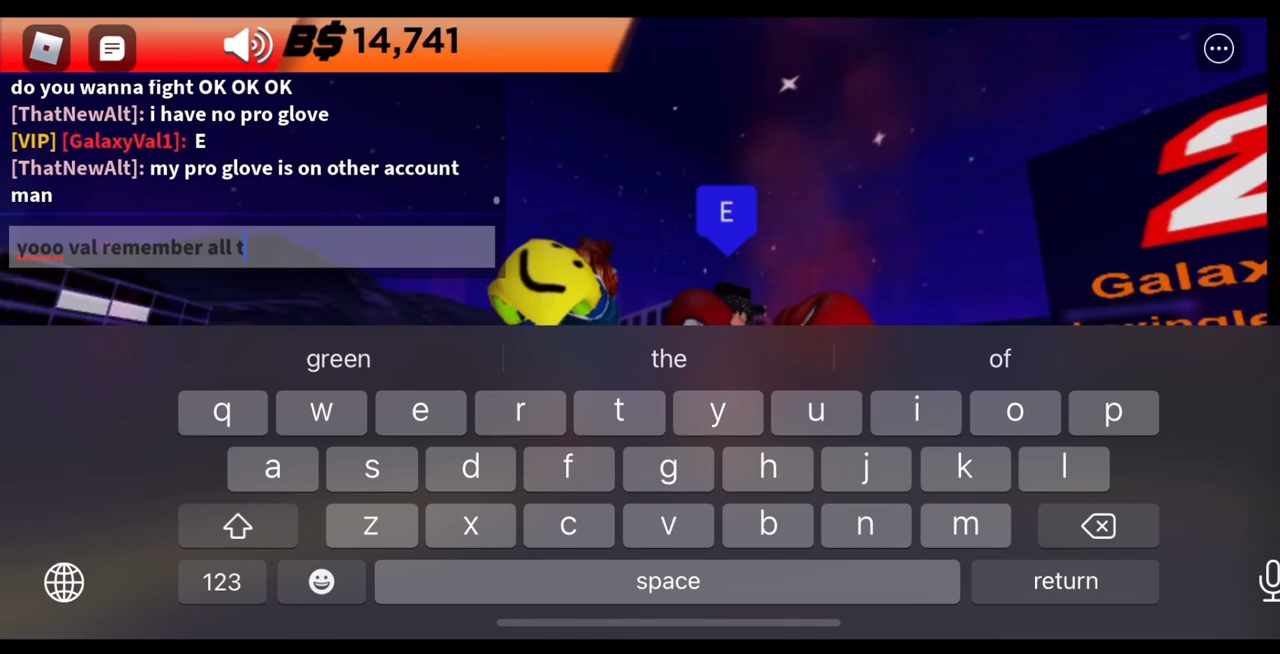 B$ 14,741
do you wanna fight OK OK OK
[ThatNewAlt]: i have no pro glove
[VIP] [GalaxyVal1]: E
[ThatNewAlt]: my pro glove is on other account
man
yooo val remember all t
E
2
Galax
green the of
q w e r t y u i o p
a s d f g h j k l
z x c v b n m
123 space return